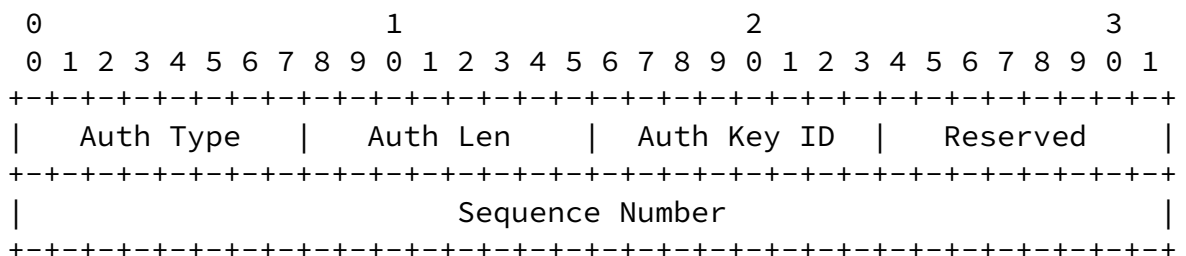 0                   1                   2                   3
 0 1 2 3 4 5 6 7 8 9 0 1 2 3 4 5 6 7 8 9 0 1 2 3 4 5 6 7 8 9 0 1
+-+-+-+-+-+-+-+-+-+-+-+-+-+-+-+-+-+-+-+-+-+-+-+-+-+-+-+-+-+-+-+-+
|   Auth Type   |   Auth Len    |  Auth Key ID  |   Reserved    |
+-+-+-+-+-+-+-+-+-+-+-+-+-+-+-+-+-+-+-+-+-+-+-+-+-+-+-+-+-+-+-+-+
|                        Sequence Number                        |
+-+-+-+-+-+-+-+-+-+-+-+-+-+-+-+-+-+-+-+-+-+-+-+-+-+-+-+-+-+-+-+-+